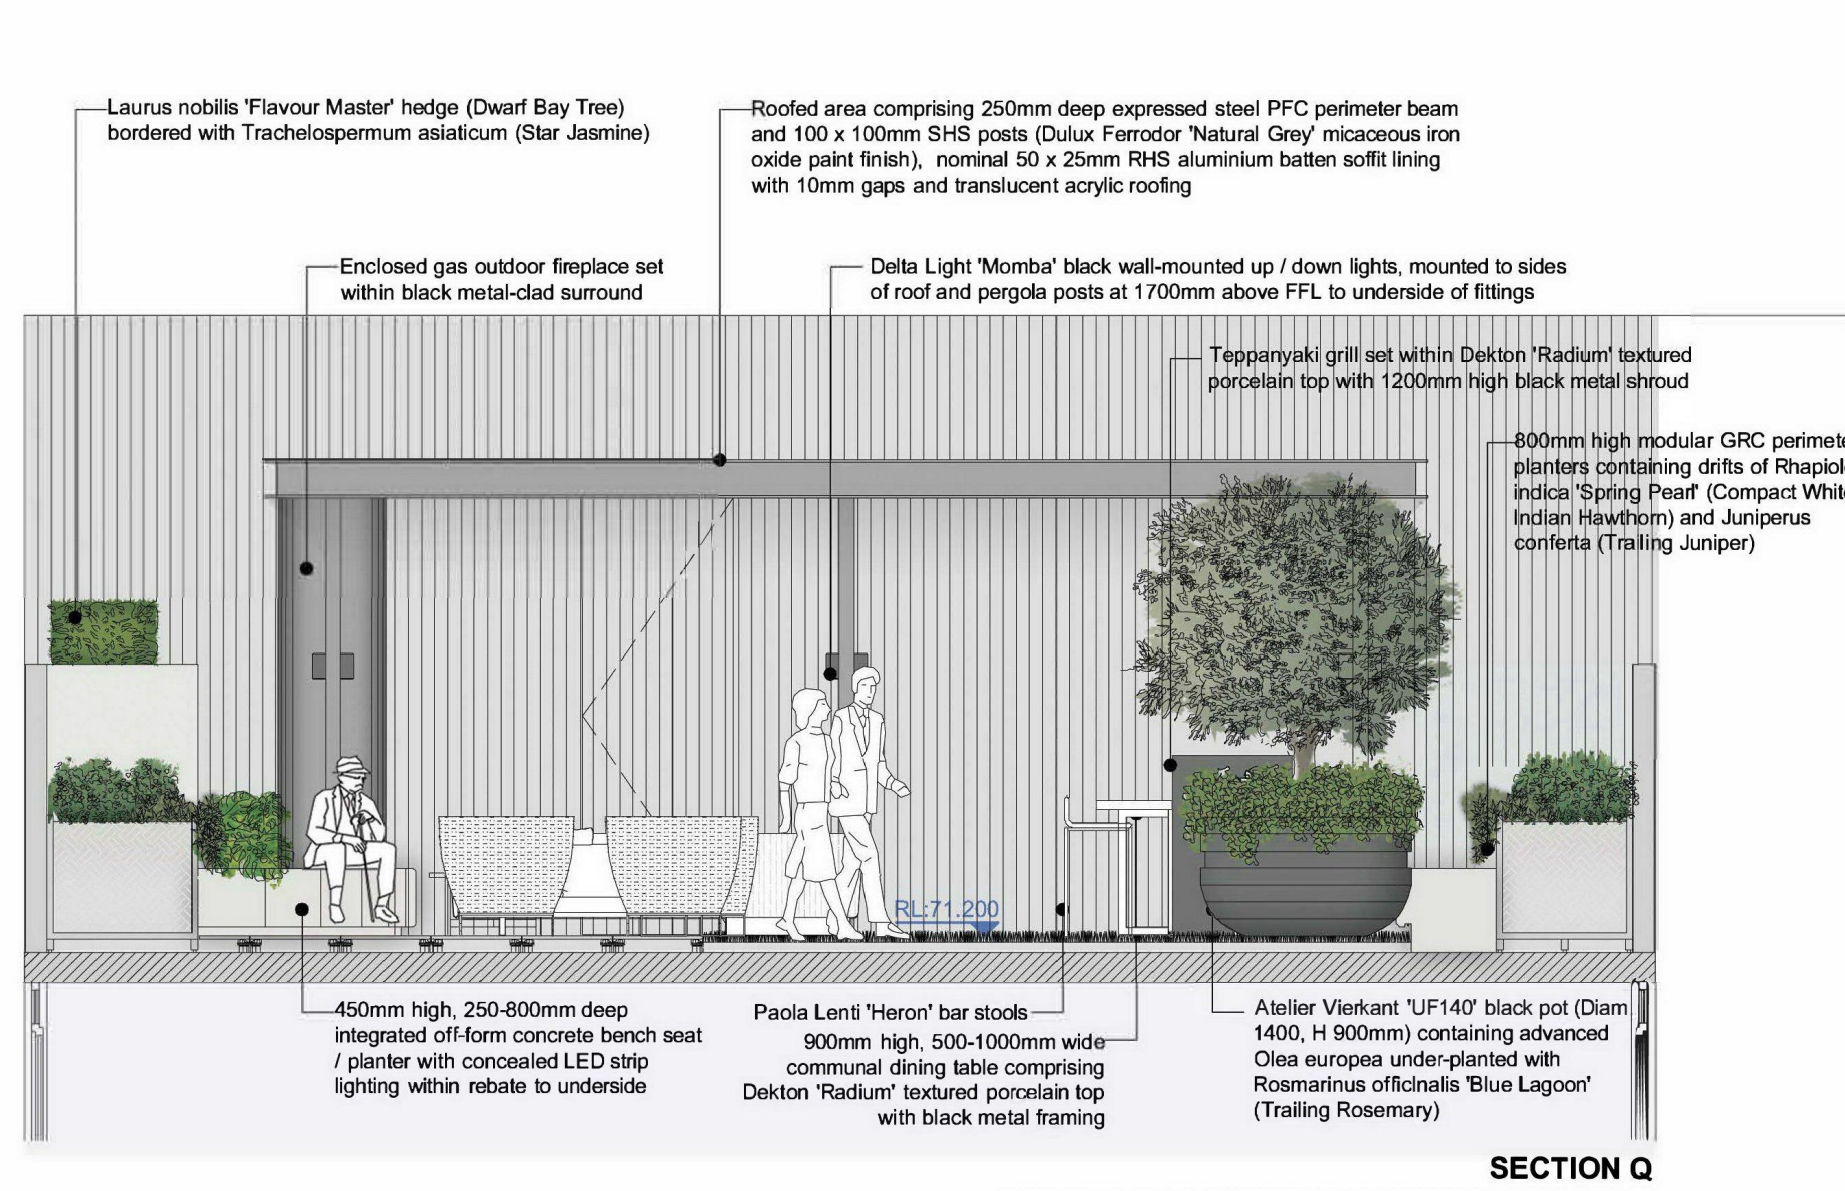 Laurus nobilis 'Flavour Master' hedge (Dwarf Bay Tree)
bordered with Trachelospermum asiaticum (Star Jasmine)
Roofed area comprising 250mm deep expressed steel PFC perimeter beam
and 100 x 100mm SHS posts (Dulux Ferrodor 'Natural Grey' micaceous iron
oxide paint finish), nominal 50 x 25mm RHS aluminium batten soffit lining
with 10mm gaps and translucent acrylic roofing
Enclosed gas outdoor fireplace set
within black metal-clad surround
Delta Light 'Momba' black wall-mounted up / down lights, mounted to sides
of roof and pergola posts at 1700mm above FFL to underside of fittings
Teppanyaki grill set within Dekton 'Radium' textured
porcelain top with 1200mm high black metal shroud
800mm high modular GRC perimete
planters containing drifts of Rhapiol
indica 'Spring Pearl' (Compact White
Indian Hawthorn) and Juniperus
conferta (Trailing Juniper)
RL:71.200
450mm high, 250-800mm deep
integrated off-form concrete bench seat
/ planter with concealed LED strip
lighting within rebate to underside
Paola Lenti 'Heron' bar stools
900mm high, 500-1000mm wide
communal dining table comprising
Dekton 'Radium' textured porcelain top
with black metal framing
Atelier Vierkant 'UF140' black pot (Diam
1400, H 900mm) containing advanced
Olea europea under-planted with
Rosmarinus officinalis 'Blue Lagoon'
(Trailing Rosemary)
SECTION Q